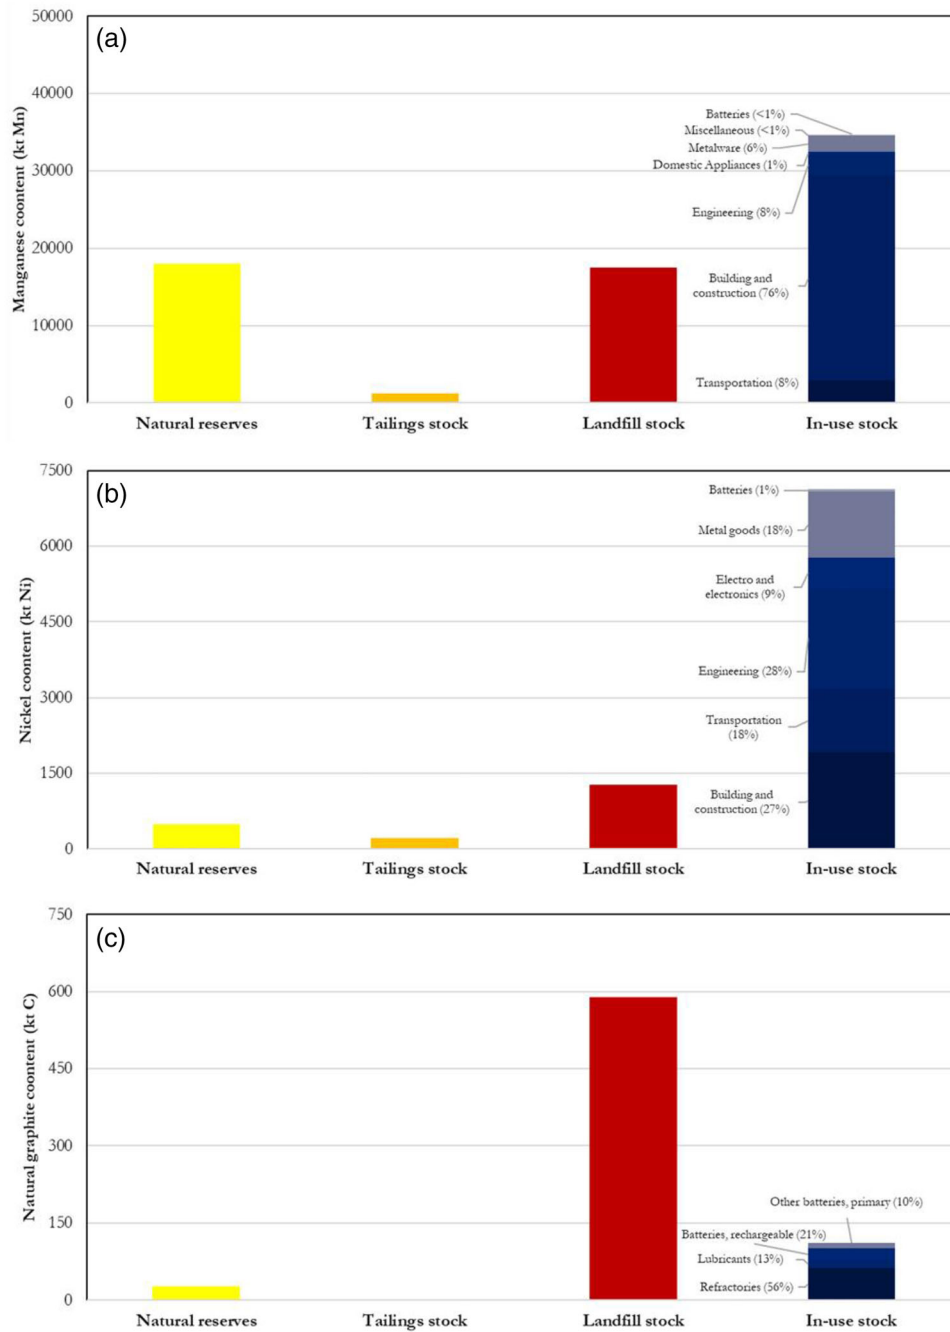 (a)
Manganese coontent (kt Mn)
50000
40000
30000
20000
10000
0
Batteries (<1%)
Miscellaneous (<1%)
Metalware (6%)
Domestic Appliances (1%)
Engineering (8%)
Building and
construction (76%)
Transportation (8%)
Natural reserves
Tailings stock
Landfill stock
In-use stock
(b)
Nickel coontent (kt Ni)
7500
6000
4500
3000
1500
0
Batteries (1%)
Metal goods (18%)
Electro and
electronics (9%)
Engineering (28%)
Transportation
(18%)
Building and
construction (27%)
Natural reserves
Tailings stock
Landfill stock
In-use stock
(c)
Natural graphite coontent (kt C)
750
600
450
300
150
0
Other batteries, primary (10%)
Batteries, rechargeable (21%)
Lubricants (13%)
Refractories (56%)
Natural reserves
Tailings stock
Landfill stock
In-use stock